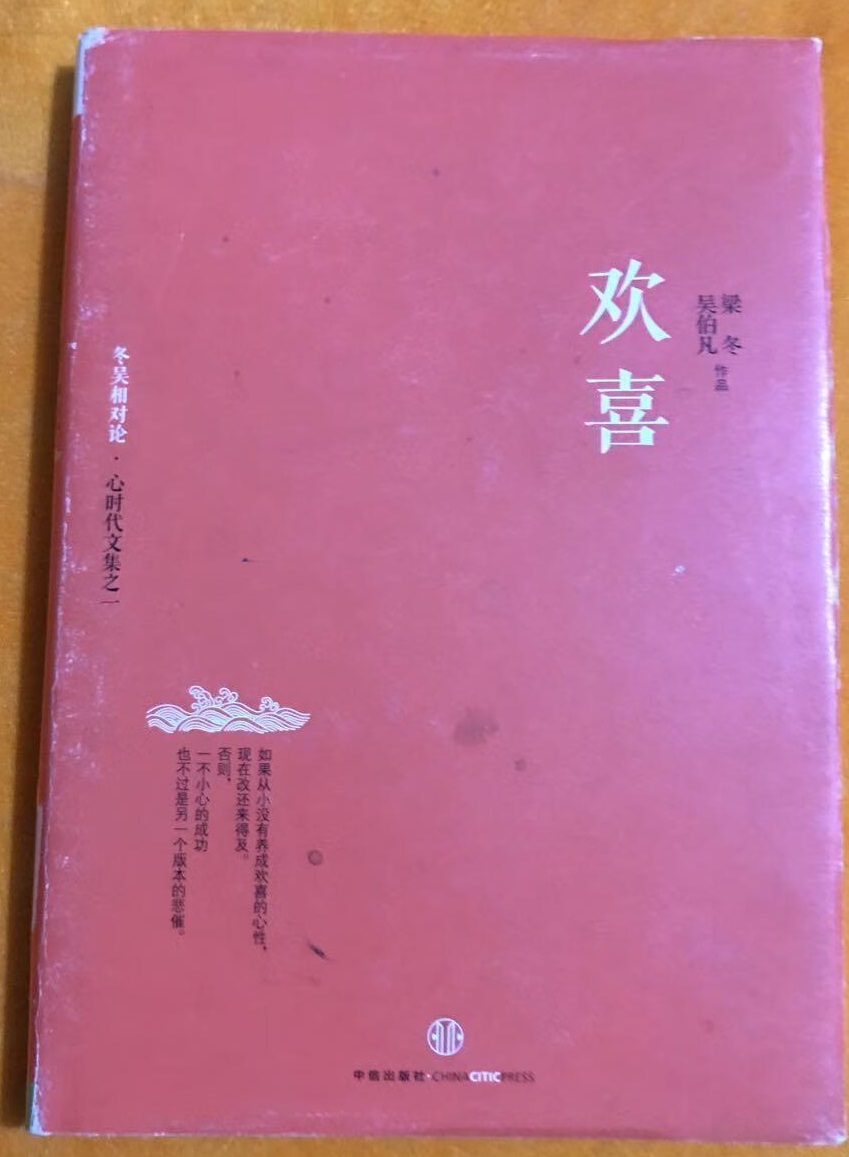 欢喜
梁冬
吴伯凡
作品
冬吴相对论·心时代文集之一
如果从小没有养成欢喜的心性，
现在改还来得及。
否则，
一不小心的成功
也不过是另一个版本的悲催。
中信出版社·CHINACITICPRESS